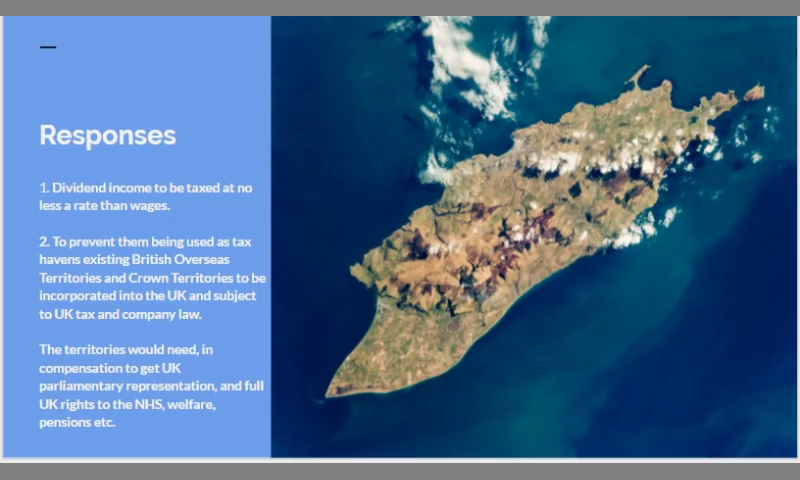 Responses
1. Dividend income to be taxed at no
less a rate than wages.
2. To prevent them being used as tax
havens existing British Overseas
Territories and Crown Territories to be
incorporated into the UK and subject
to UK tax and company law.
The territories would need, in
compensation to get UK
parliamentary representation, and full
UK rights to the NHS, welfare,
pensions etc.